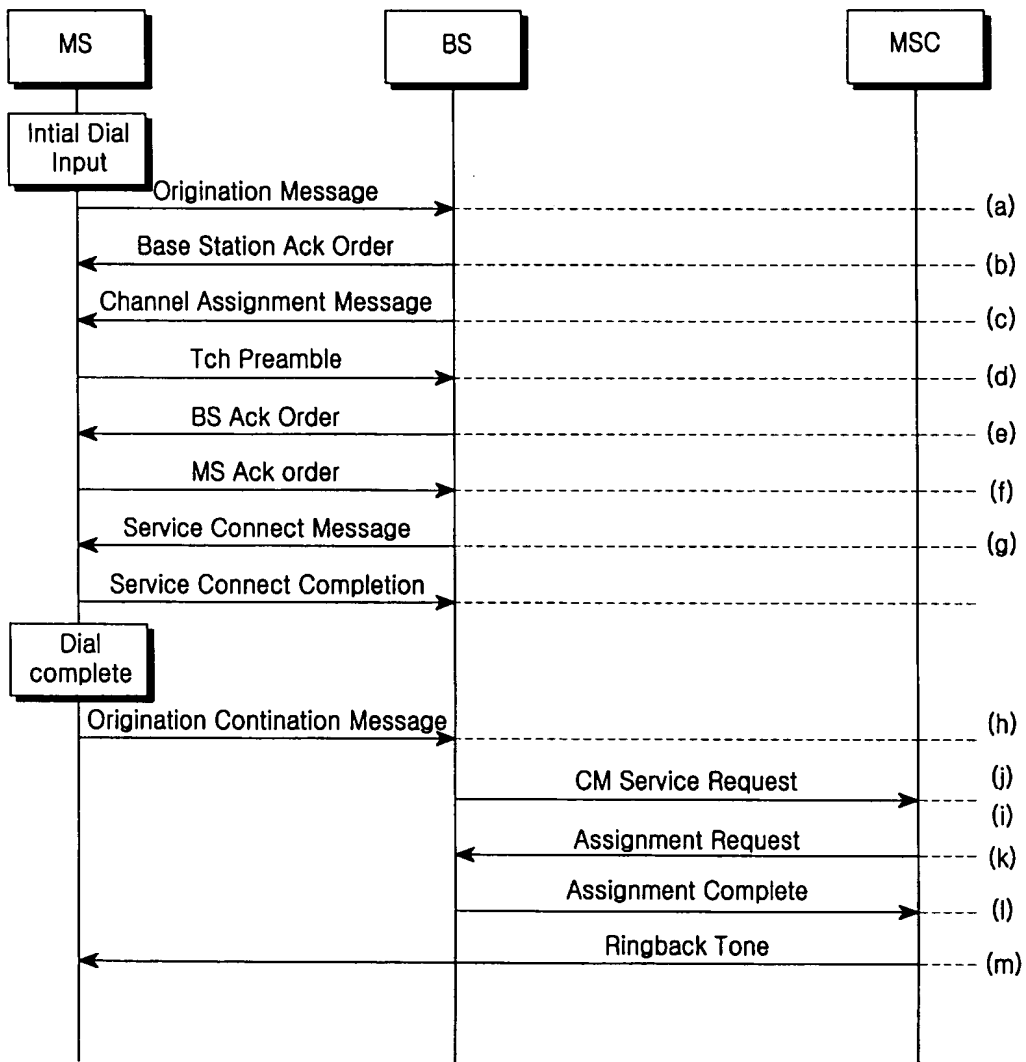 MS
BS
MSC
Intial Dial
Input
Origination Message
(a)
Base Station Ack Order
(b)
Channel Assignment Message
(c)
Tch Preamble
(d)
BS Ack Order
(e)
MS Ack order
(f)
Service Connect Message
(g)
Service Connect Completion
Dial
complete
Origination Contination Message
(h)
CM Service Request
(j)
(i)
Assignment Request
(k)
Assignment Complete
(l)
Ringback Tone
(m)